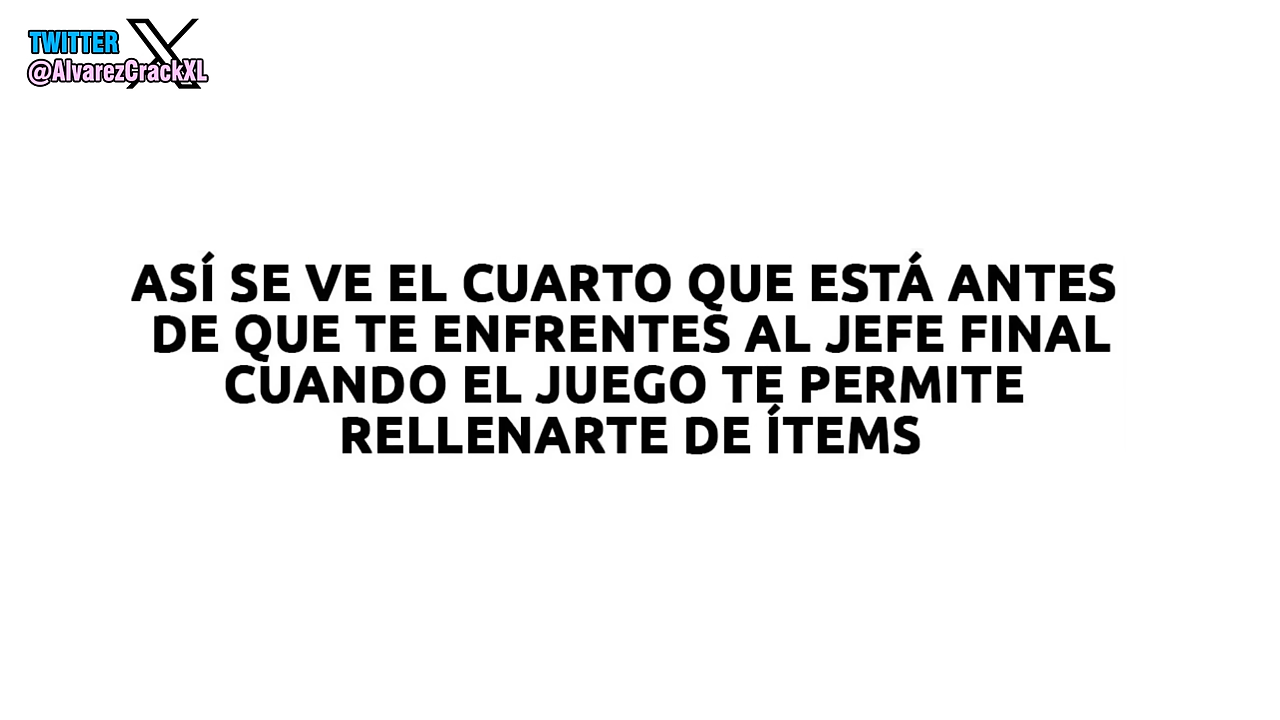 TWITTER
@AlvarezCrackXL
ASÍ SE VE EL CUARTO QUE ESTÁ ANTES
DE QUE TE ENFRENTES AL JEFE FINAL
CUANDO EL JUEGO TE PERMITE
RELLENARTE DE ÍTEMS